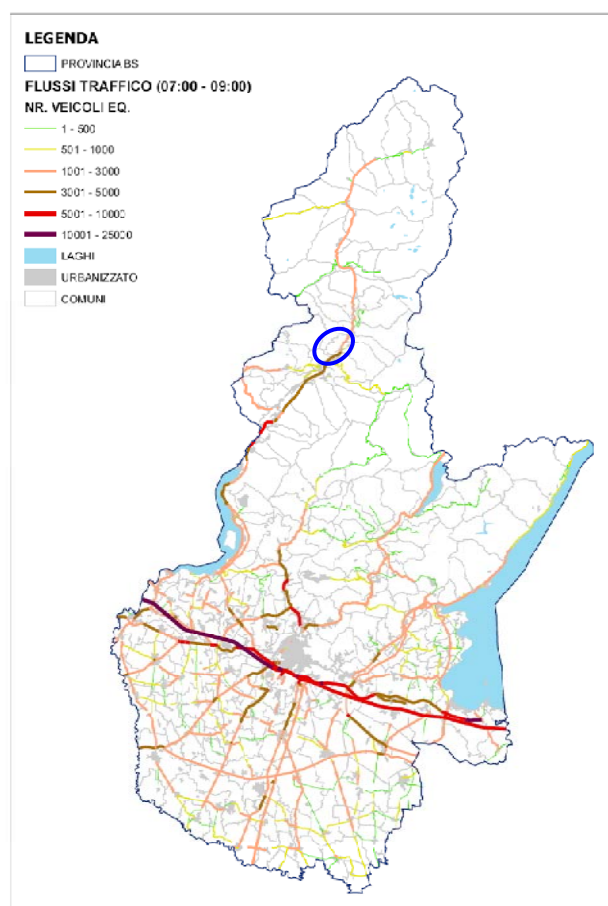 LEGENDA
PROVINCIA BS
FLUSSI TRAFFICO (07:00 - 09:00)
NR. VEICOLI EQ.
1 - 500
501 - 1000
1001 - 3000
3001 - 5000
5001 - 10000
10001 - 25000
LAGHI
URBANIZZATO
COMUNI